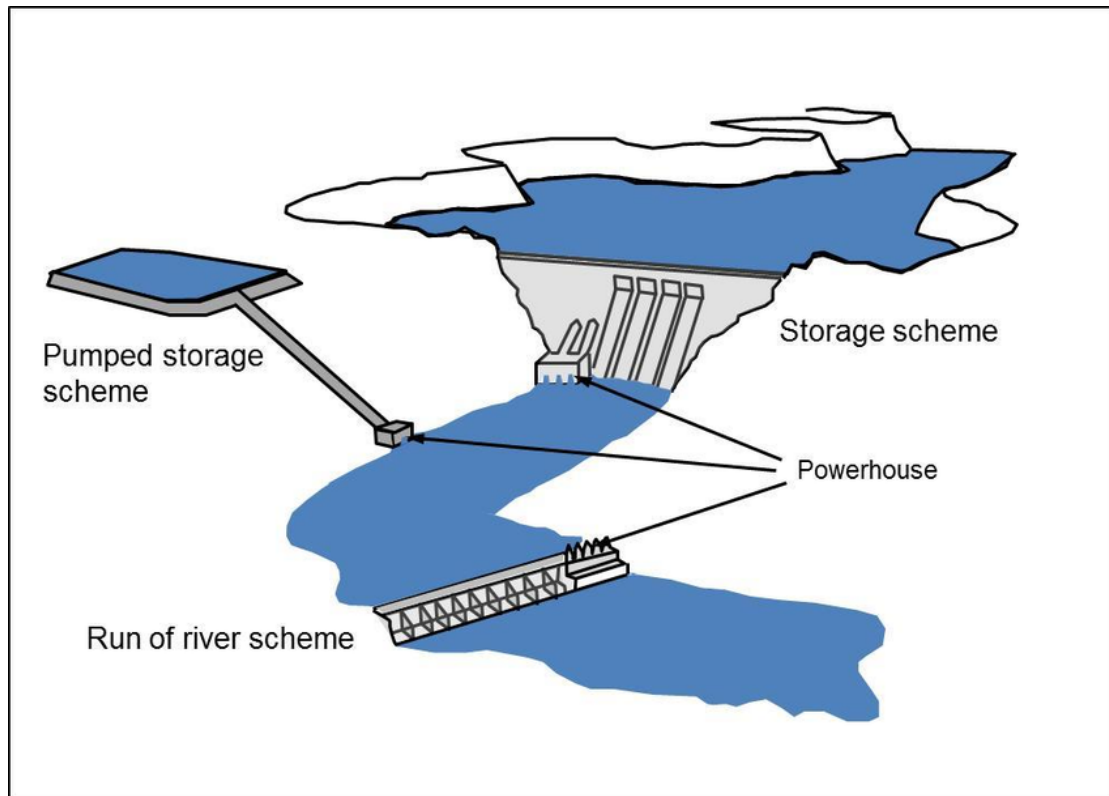 Storage scheme
Pumped storage
scheme
Powerhouse
Run of river scheme